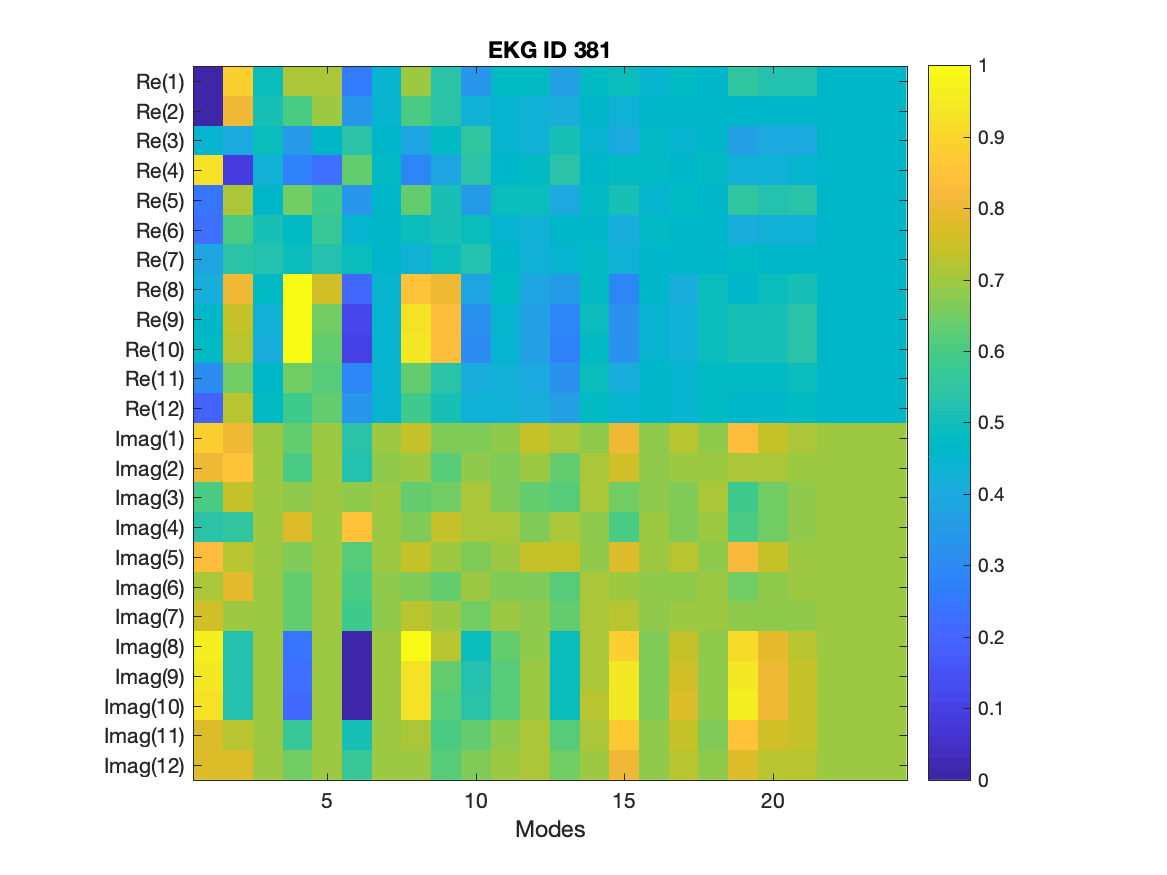 EKG ID 381
Re(1)
Re(2)
Re(3)
Re(4)
Re(5)
Re(6)
Re(7)
Re(8)
Re(9)
Re(10)
Re(11)
Re(12)
Imag(1)
Imag(2)
Imag(3)
Imag(4)
Imag(5)
Imag(6)
Imag(7)
Imag(8)
Imag(9)
Imag(10)
Imag(11)
Imag(12)
5 10 15 20
Modes
1
0.9
0.8
0.7
0.6
0.5
0.4
0.3
0.2
0.1
0